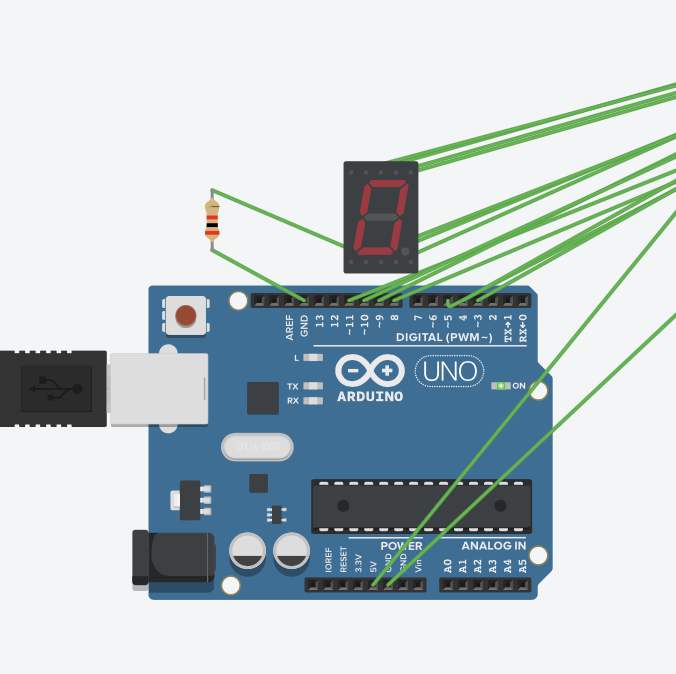 AREF
GND
13
12
~11
~10
~9
8
7
~6
~5
4
~3
2
TX→1
RX←0
DIGITAL (PWM~)
L
TX
RX
UNO
ON
ARDUINO
POWER
ANALOG IN
IOREF
RESET
3.3V
5V
GND
GND
Vin
A0
A1
A2
A3
A4
A5